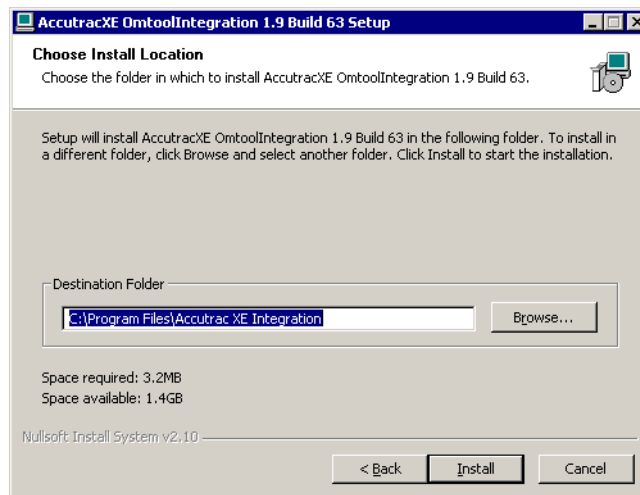 AccutracXE OmtoolIntegration 1.9 Build 63 Setup
Choose Install Location
Choose the folder in which to install AccutracXE OmtoolIntegration 1.9 Build 63.
Setup will install AccutracXE OmtoolIntegration 1.9 Build 63 in the following folder. To install in
a different folder, click Browse and select another folder. Click Install to start the installation.
Destination Folder
C:\Program Files\Accutrac XE Integration
Browse...
Space required: 3.2MB
Space available: 1.4GB
Nullsoft Install System v2.10
< Back
Install
Cancel